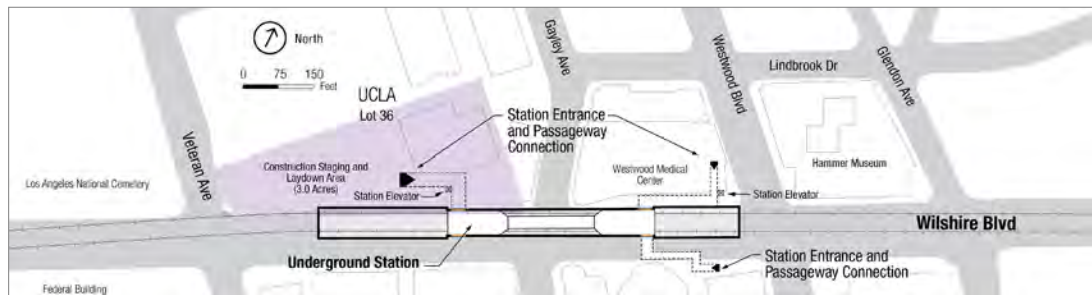 North
0 75 150
Feet
UCLA
Lot 36
Station Entrance
and Passageway
Connection
Gayley Ave
Westwood Blvd
Lindbrook Dr
Glendon Ave
Veteran Ave
Construction Staging and
Laydown Area
(3.0 Acres)
Los Angeles National Cemetery
Station Elevator
Westwood Medical
Center
Hammer Museum
Station Elevator
Wilshire Blvd
Underground Station
Station Entrance and
Passageway Connection
Federal Building